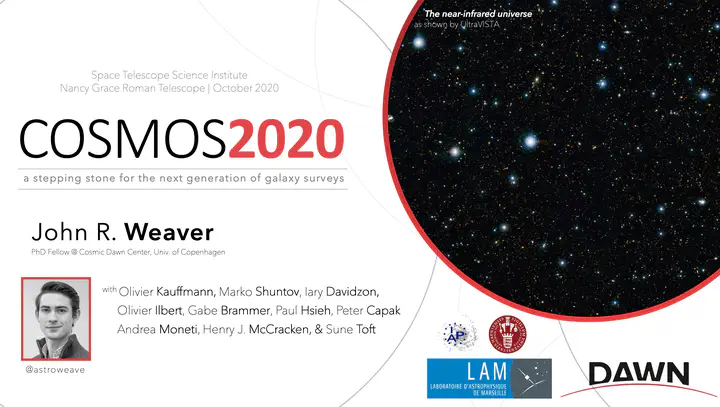 The near-infrared universe
as shown by UltraVISTA
Space Telescope Science Institute
Nancy Grace Roman Telescope | October 2020
COSMOS2020
a stepping stone for the next generation of galaxy surveys
John R. Weaver
PhD Fellow @ Cosmic Dawn Center, Univ. of Copenhagen
with Olivier Kauffmann, Marko Shuntov, Iary Davidzon,
Olivier Ilbert, Gabe Brammer, Paul Hsieh, Peter Capak
Andrea Moneti, Henry J. McCracken, & Sune Toft
@astroweave
IAP
LAM
LABORATOIRE D'ASTROPHYSIQUE
DE MARSEILLE
DAWN